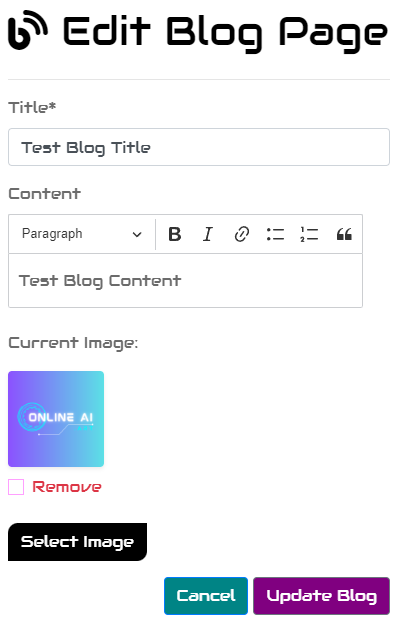 Edit Blog Page
Title*
Test Blog Title
Content
Paragraph B I
Test Blog Content
Current Image:
ONLINE AI
Remove
Select Image
Cancel Update Blog